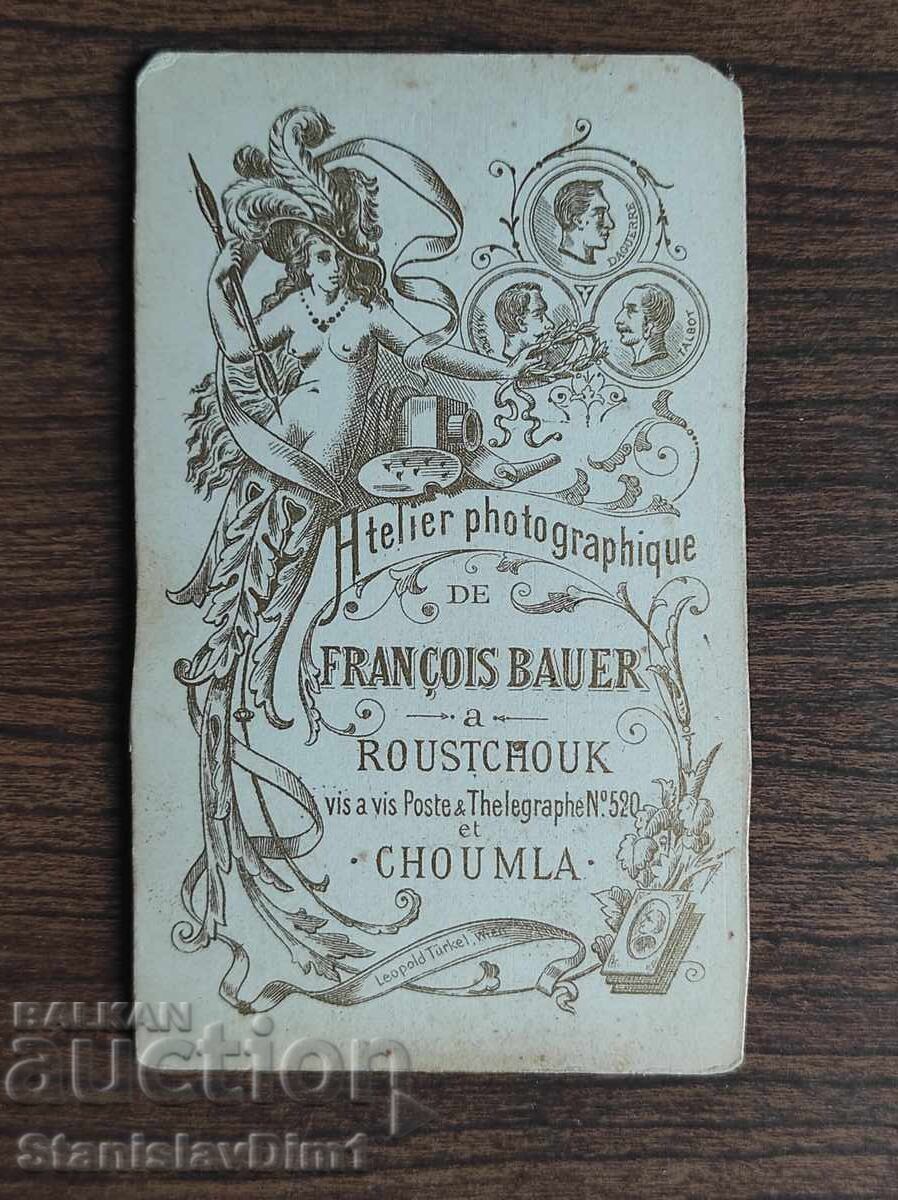 DAGUERRE
TALBOT
Atelier photographique
DE
FRANÇOIS BAUER
a
ROUSTCHOUK
vis a vis Poste & Thelegraphe No. 520
et
· CHOUMLA ·
Leopold Türkel, Wien
BALKAN
auction
StanislavDim1